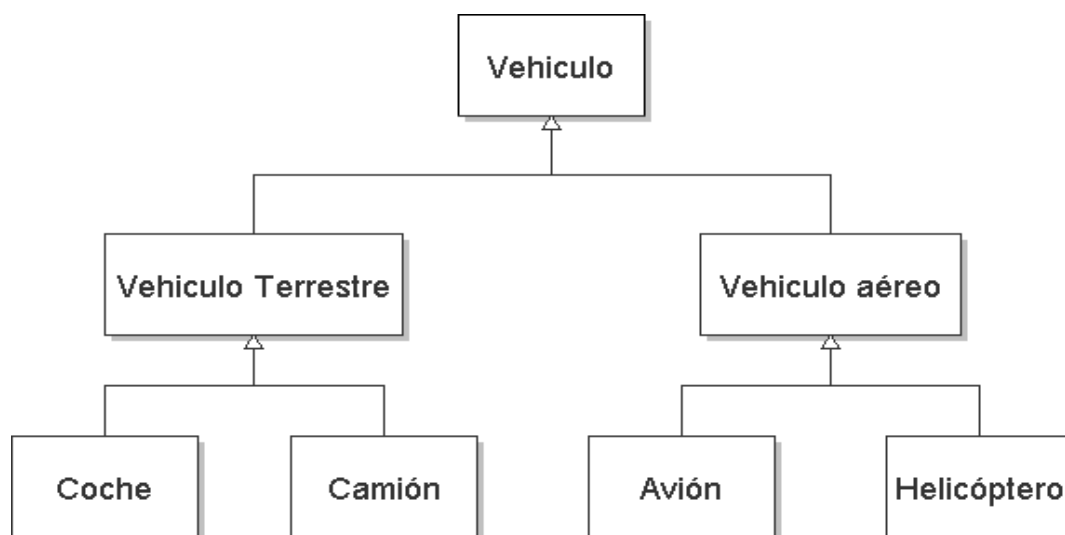 Vehiculo
Vehiculo Terrestre
Vehiculo aéreo
Coche
Camión
Avión
Helicóptero